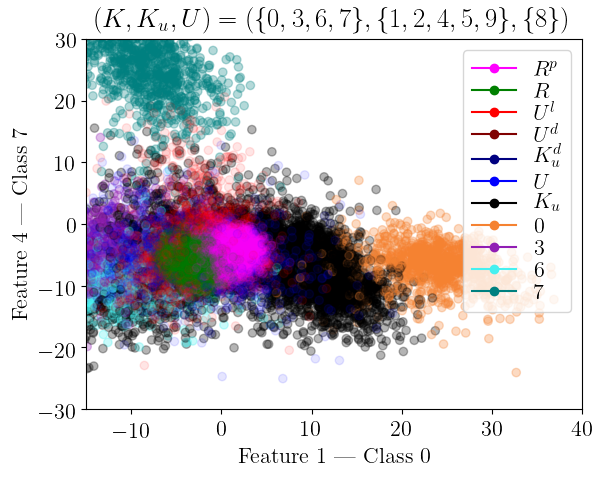 (K, K_u, U) = ({0, 3, 6, 7}, {1, 2, 4, 5, 9}, {8})
30
20
10
0
−10
−20
−30
Feature 4 — Class 7
R^p
R
U^l
U^d
K_u^d
U
K_u
0
3
6
7
−10
0
10
20
30
40
Feature 1 — Class 0